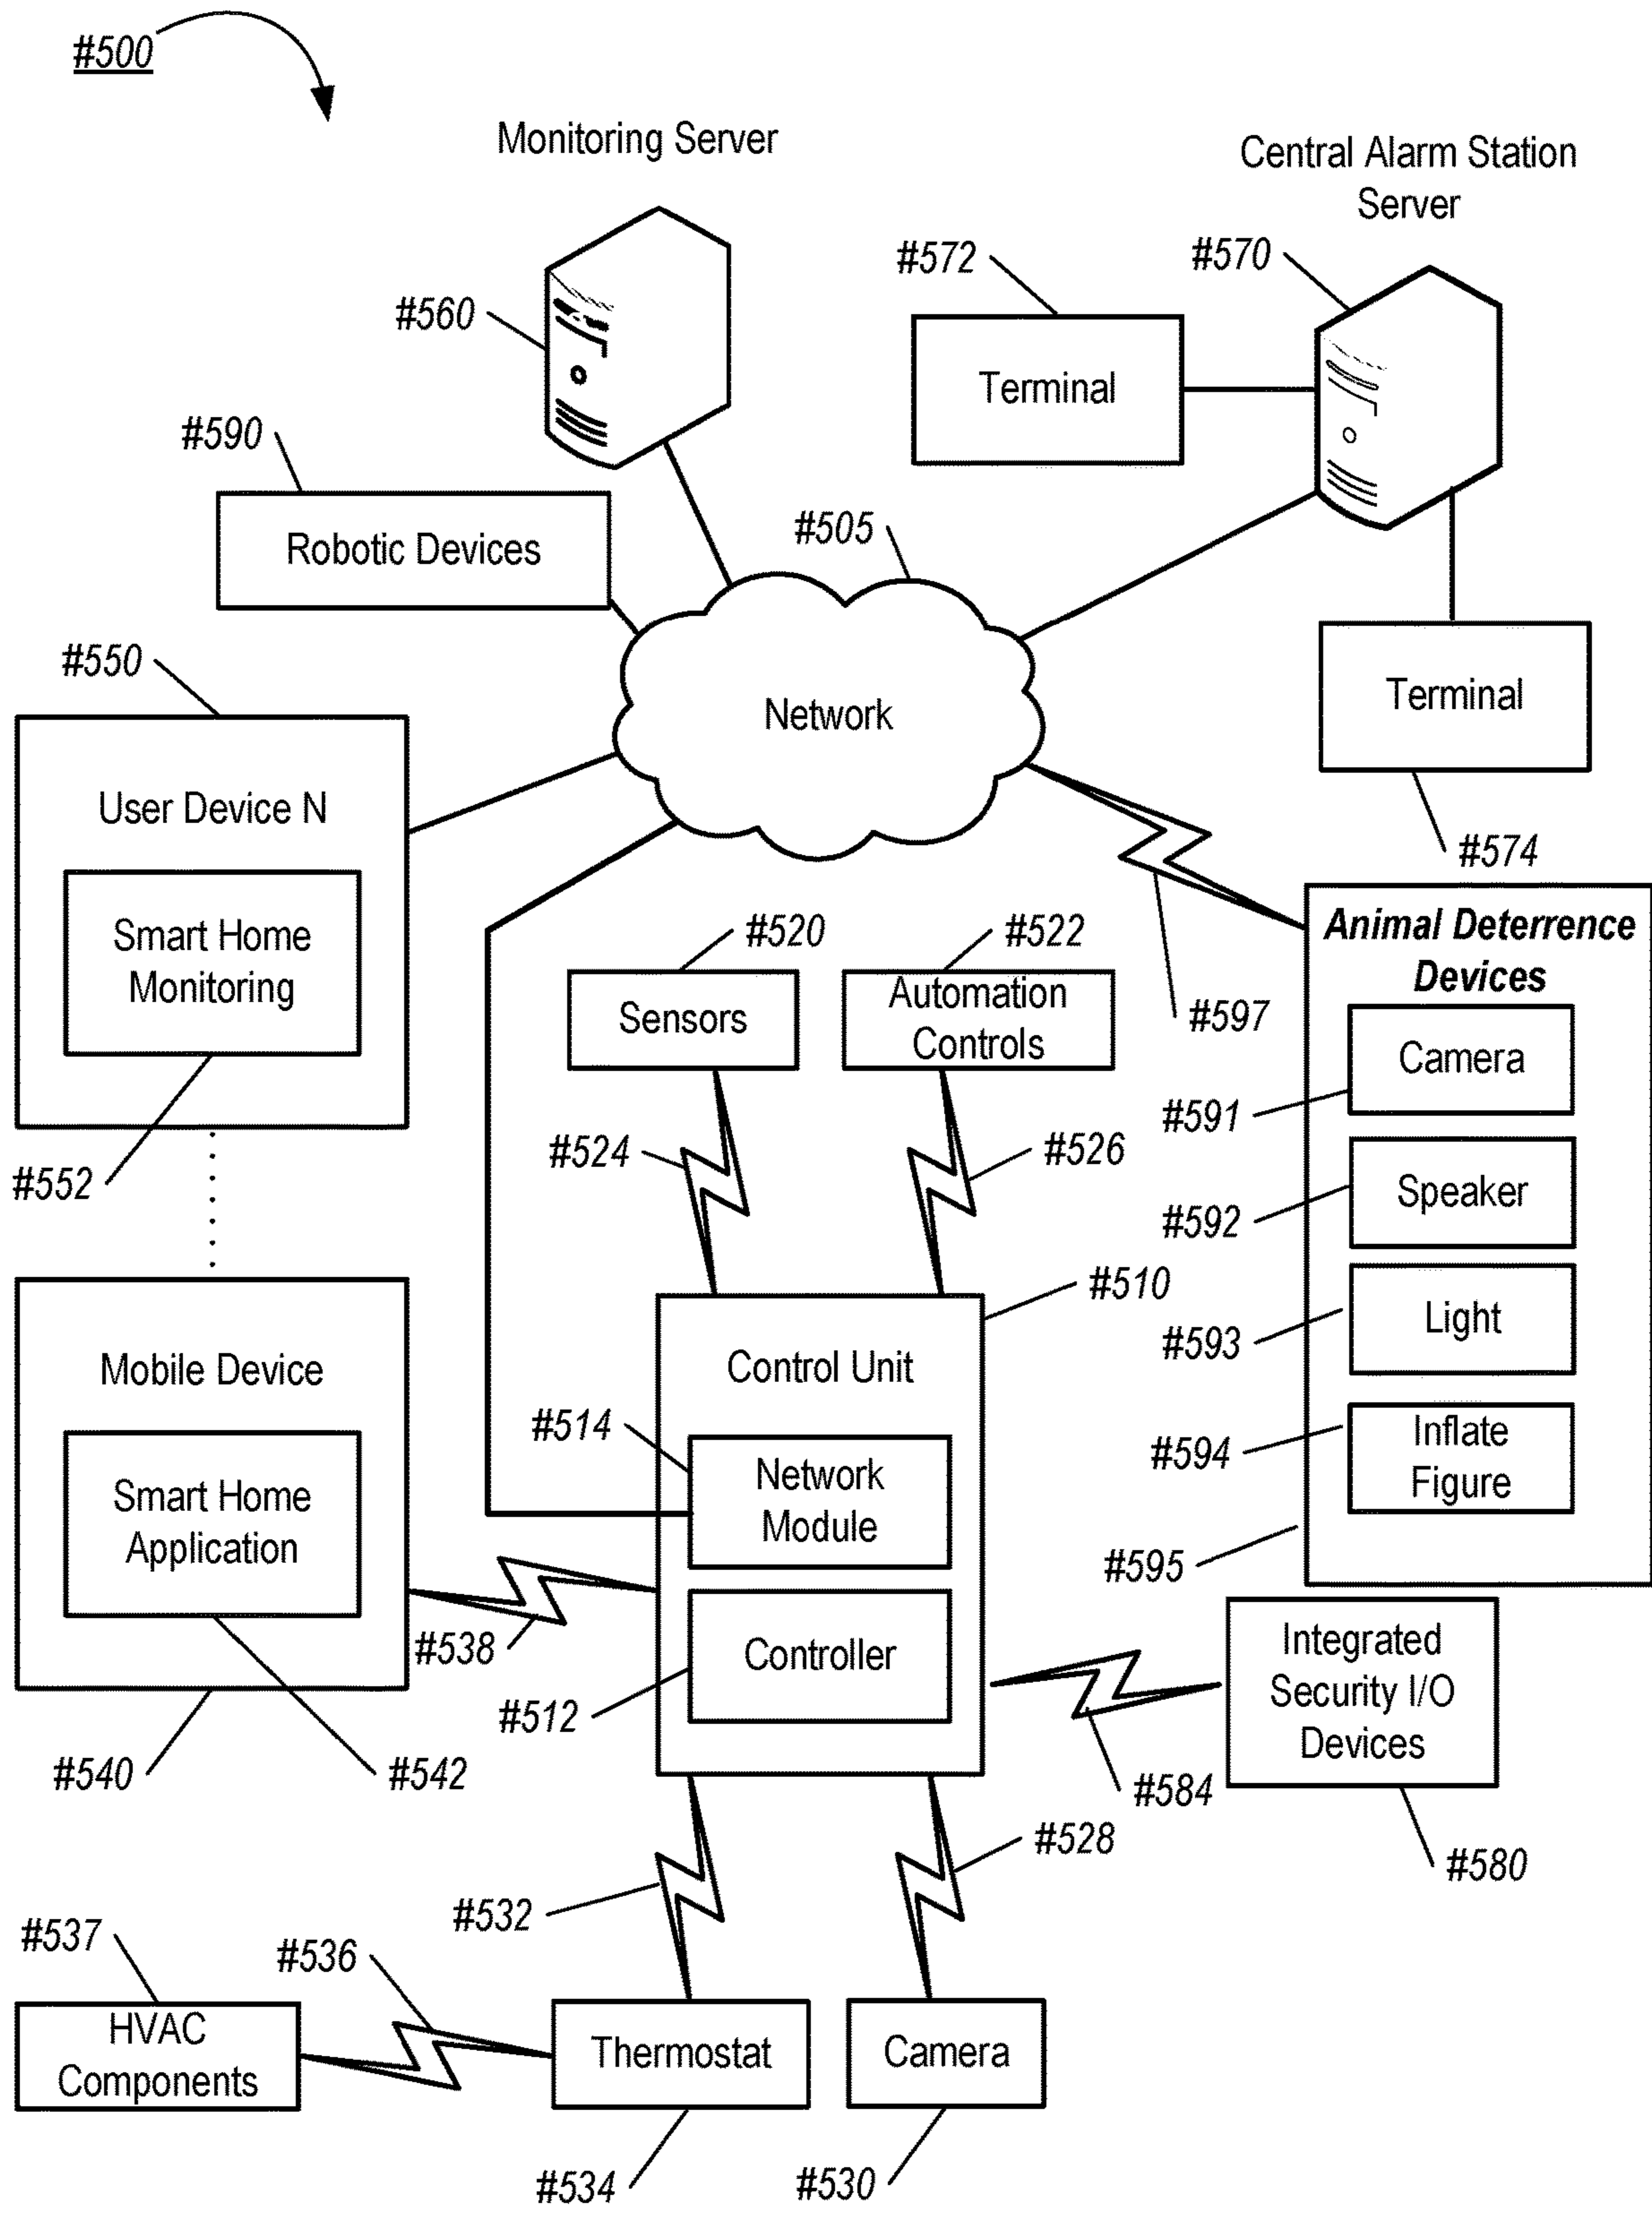 #500
Monitoring Server
Central Alarm Station
Server
#572
#570
#560
Terminal
#590
Robotic Devices
#505
#550
Network
Terminal
User Device N
#574
Smart Home
Monitoring
#520
#522
Animal Deterrence
Devices
Sensors
Automation
Controls
#597
Camera
#591
#524
#526
#552
Speaker
#592
#510
Light
#593
Mobile Device
Control Unit
#514
Inflate
Figure
#594
Smart Home
Application
Network
Module
#595
#538
Controller
Integrated
Security I/O
Devices
#512
#540
#542
#584
#528
#580
#532
#537
#536
HVAC
Components
Thermostat
Camera
#534
#530